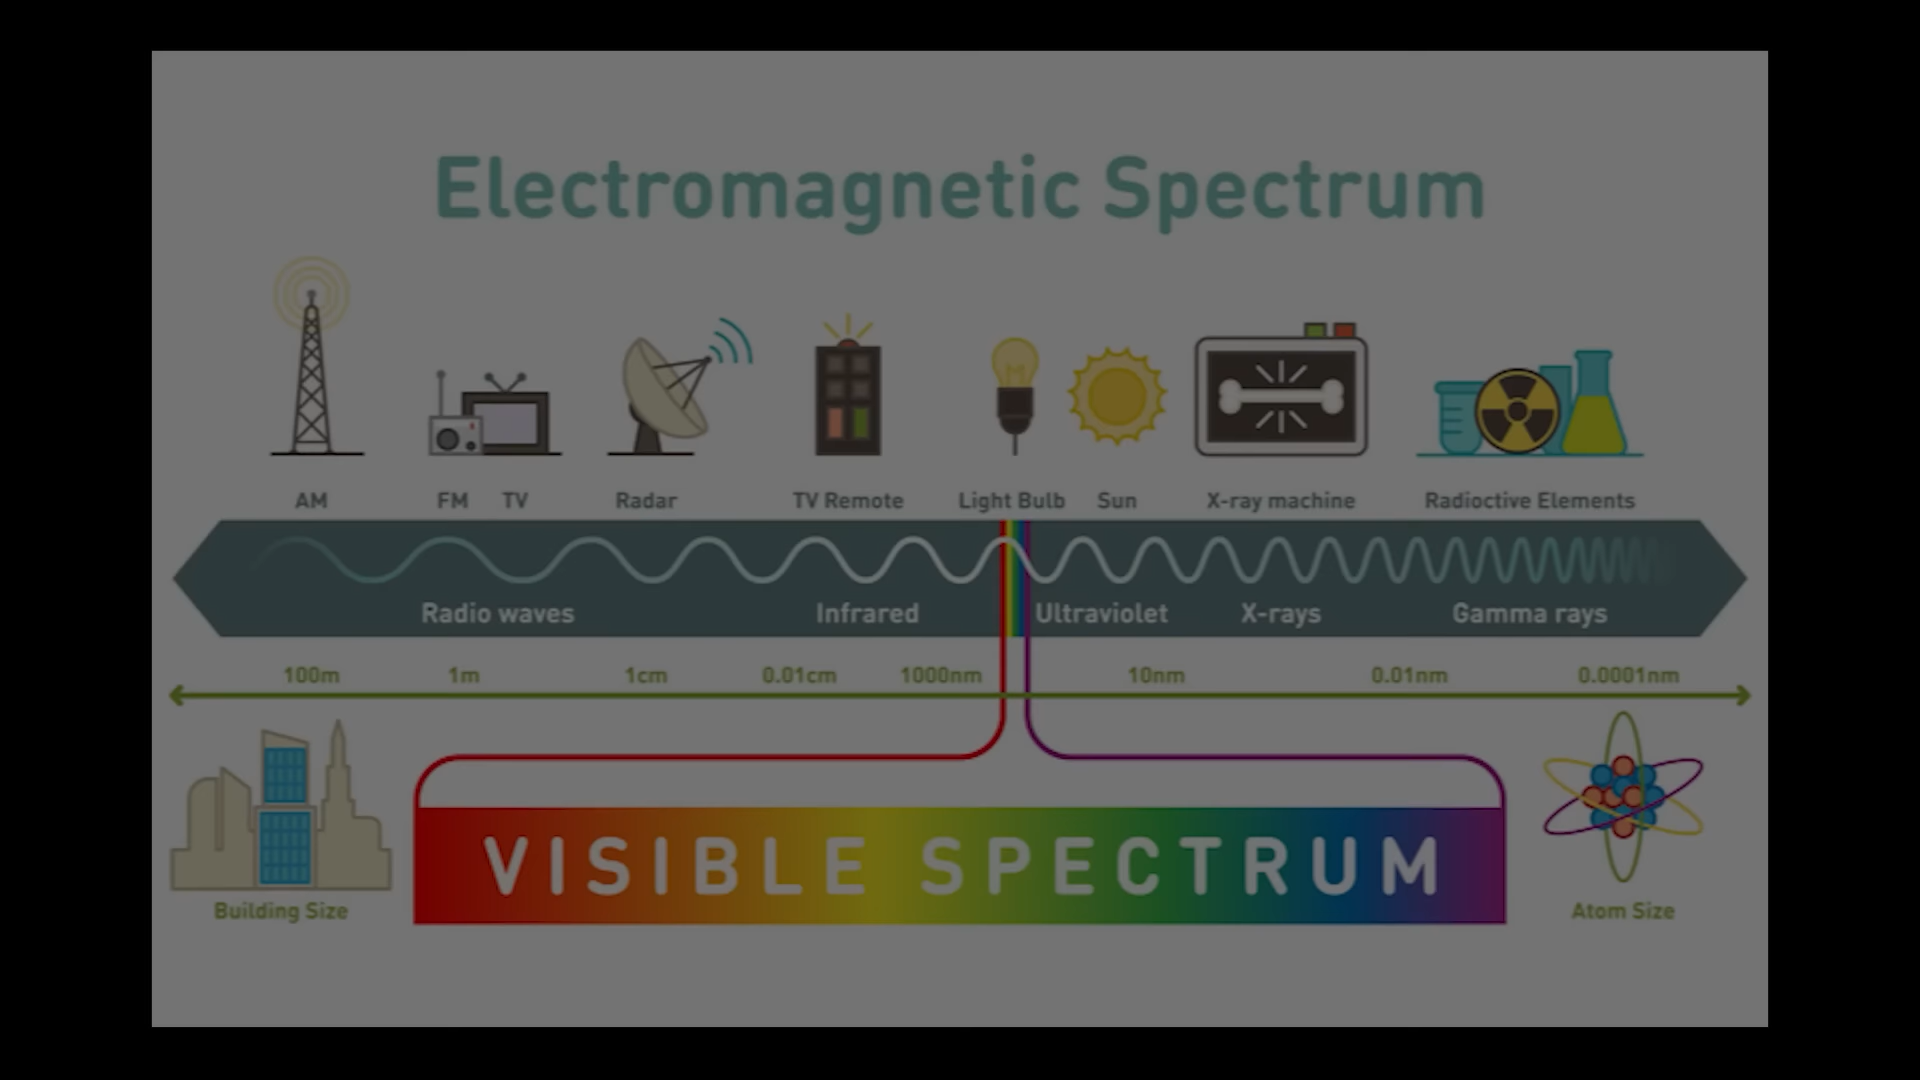 Electromagnetic Spectrum
AM FM TV Radar TV Remote Light Bulb Sun X-ray machine Radioctive Elements
Radio waves Infrared Ultraviolet X-rays Gamma rays
100m 1m 1cm 0.01cm 1000nm 10nm 0.01nm 0.0001nm
VISIBLE SPECTRUM
Building Size Atom Size